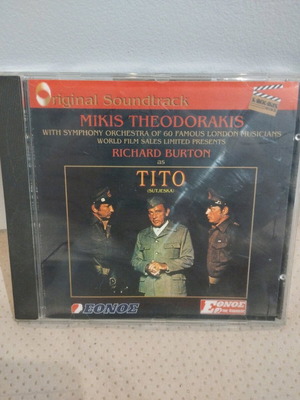 Original Soundtrack
MIKIS THEODORAKIS
WITH SYMPHONY ORCHESTRA OF 60 FAMOUS LONDON MUSICIANS
WORLD FILM SALES LIMITED PRESENTS
RICHARD BURTON
as
TITO
(SUTJESKA)
ΕΘΝΟΣ
ΕΘΝΟΣ